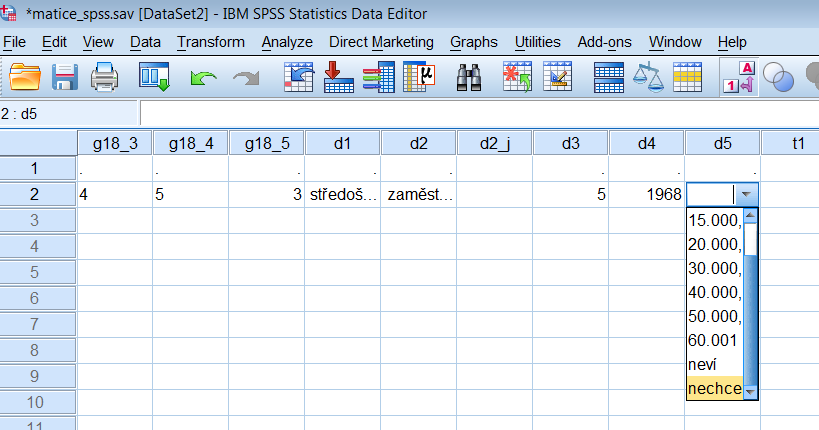 *matice_spss.sav [DataSet2] - IBM SPSS Statistics Data Editor
File Edit View Data Transform Analyze Direct Marketing Graphs Utilities Add-ons Window Help
2 : d5
g18_3 g18_4 g18_5 d1 d2 d2_j d3 d4 d5 t1
1 . . . . . . . .
2 4 5 3 středoš... zaměst... 5 1968
3 15.000,
4 20.000,
5 30.000,
6 40.000,
7 50.000,
8 60.001
9 neví
10 nechce
11